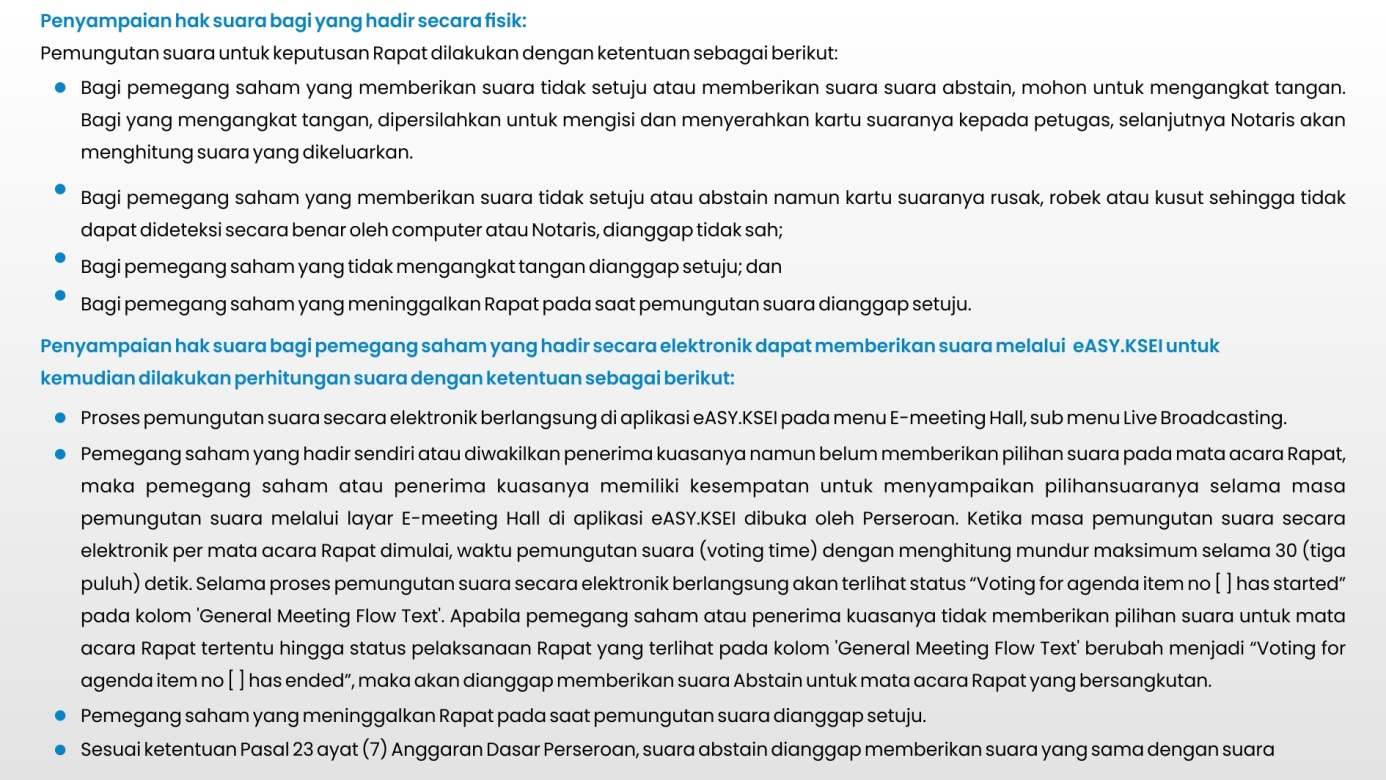 Penyampaian hak suara bagi yang hadir secara fisik:
Pemungutan suara untuk keputusan Rapat dilakukan dengan ketentuan sebagai berikut:
Bagi pemegang saham yang memberikan suara tidak setuju atau memberikan suara suara abstain, mohon untuk mengangkat tangan.
Bagi yang mengangkat tangan, dipersilahkan untuk mengisi dan menyerahkan kartu suaranya kepada petugas, selanjutnya Notaris akan
menghitung suara yang dikeluarkan.
Bagi pemegang saham yang memberikan suara tidak setuju atau abstain namun kartu suaranya rusak, robek atau kusut sehingga tidak
dapat dideteksi secara benar oleh computer atau Notaris, dianggap tidak sah;
Bagi pemegang saham yang tidak mengangkat tangan dianggap setuju; dan
Bagi pemegang saham yang meninggalkan Rapat pada saat pemungutan suara dianggap setuju.
Penyampaian hak suara bagi pemegang saham yang hadir secara elektronik dapat memberikan suara melalui eASY.KSEI untuk
kemudian dilakukan perhitungan suara dengan ketentuan sebagai berikut:
Proses pemungutan suara secara elektronik berlangsung di aplikasi eASY.KSEI pada menu E-meeting Hall, sub menu Live Broadcasting.
Pemegang saham yang hadir sendiri atau diwakilkan penerima kuasanya namun belum memberikan pilihan suara pada mata acara Rapat,
maka pemegang saham atau penerima kuasanya memiliki kesempatan untuk menyampaikan pilihansuaranya selama masa
pemungutan suara melalui layar E-meeting Hall di aplikasi eASY.KSEI dibuka oleh Perseroan. Ketika masa pemungutan suara secara
elektronik per mata acara Rapat dimulai, waktu pemungutan suara (voting time) dengan menghitung mundur maksimum selama 30 (tiga
puluh) detik. Selama proses pemungutan suara secara elektronik berlangsung akan terlihat status “Voting for agenda item no [ ] has started”
pada kolom 'General Meeting Flow Text'. Apabila pemegang saham atau penerima kuasanya tidak memberikan pilihan suara untuk mata
acara Rapat tertentu hingga status pelaksanaan Rapat yang terlihat pada kolom 'General Meeting Flow Text' berubah menjadi “Voting for
agenda item no [ ] has ended”, maka akan dianggap memberikan suara Abstain untuk mata acara Rapat yang bersangkutan.
Pemegang saham yang meninggalkan Rapat pada saat pemungutan suara dianggap setuju.
Sesuai ketentuan Pasal 23 ayat (7) Anggaran Dasar Perseroan, suara abstain dianggap memberikan suara yang sama dengan suara